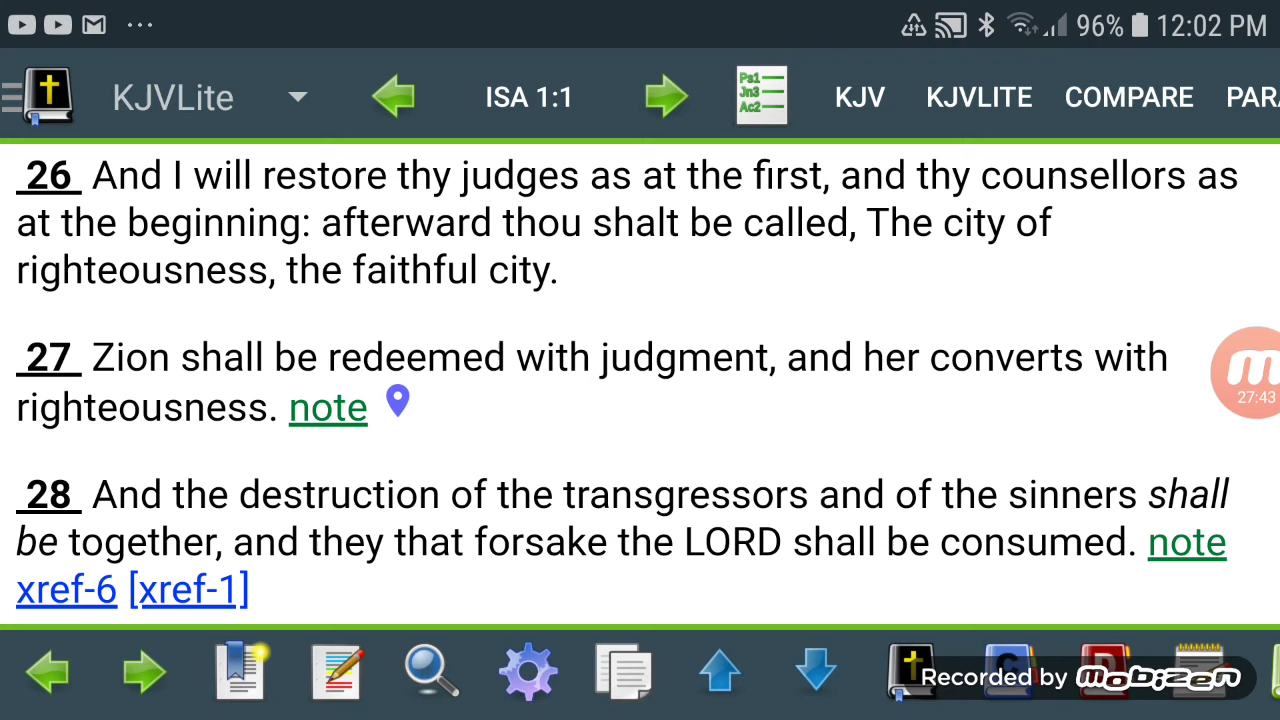 96% 12:02 PM
KJVLite ISA 1:1 Ps1 Jn3 Ac2 KJV KJVLITE COMPARE PAR
26 And I will restore thy judges as at the first, and thy counsellors as
at the beginning: afterward thou shalt be called, The city of
righteousness, the faithful city.
27 Zion shall be redeemed with judgment, and her converts with
righteousness. note
27:43
28 And the destruction of the transgressors and of the sinners shall
be together, and they that forsake the LORD shall be consumed. note
xref-6 [xref-1]
Recorded by mobizen